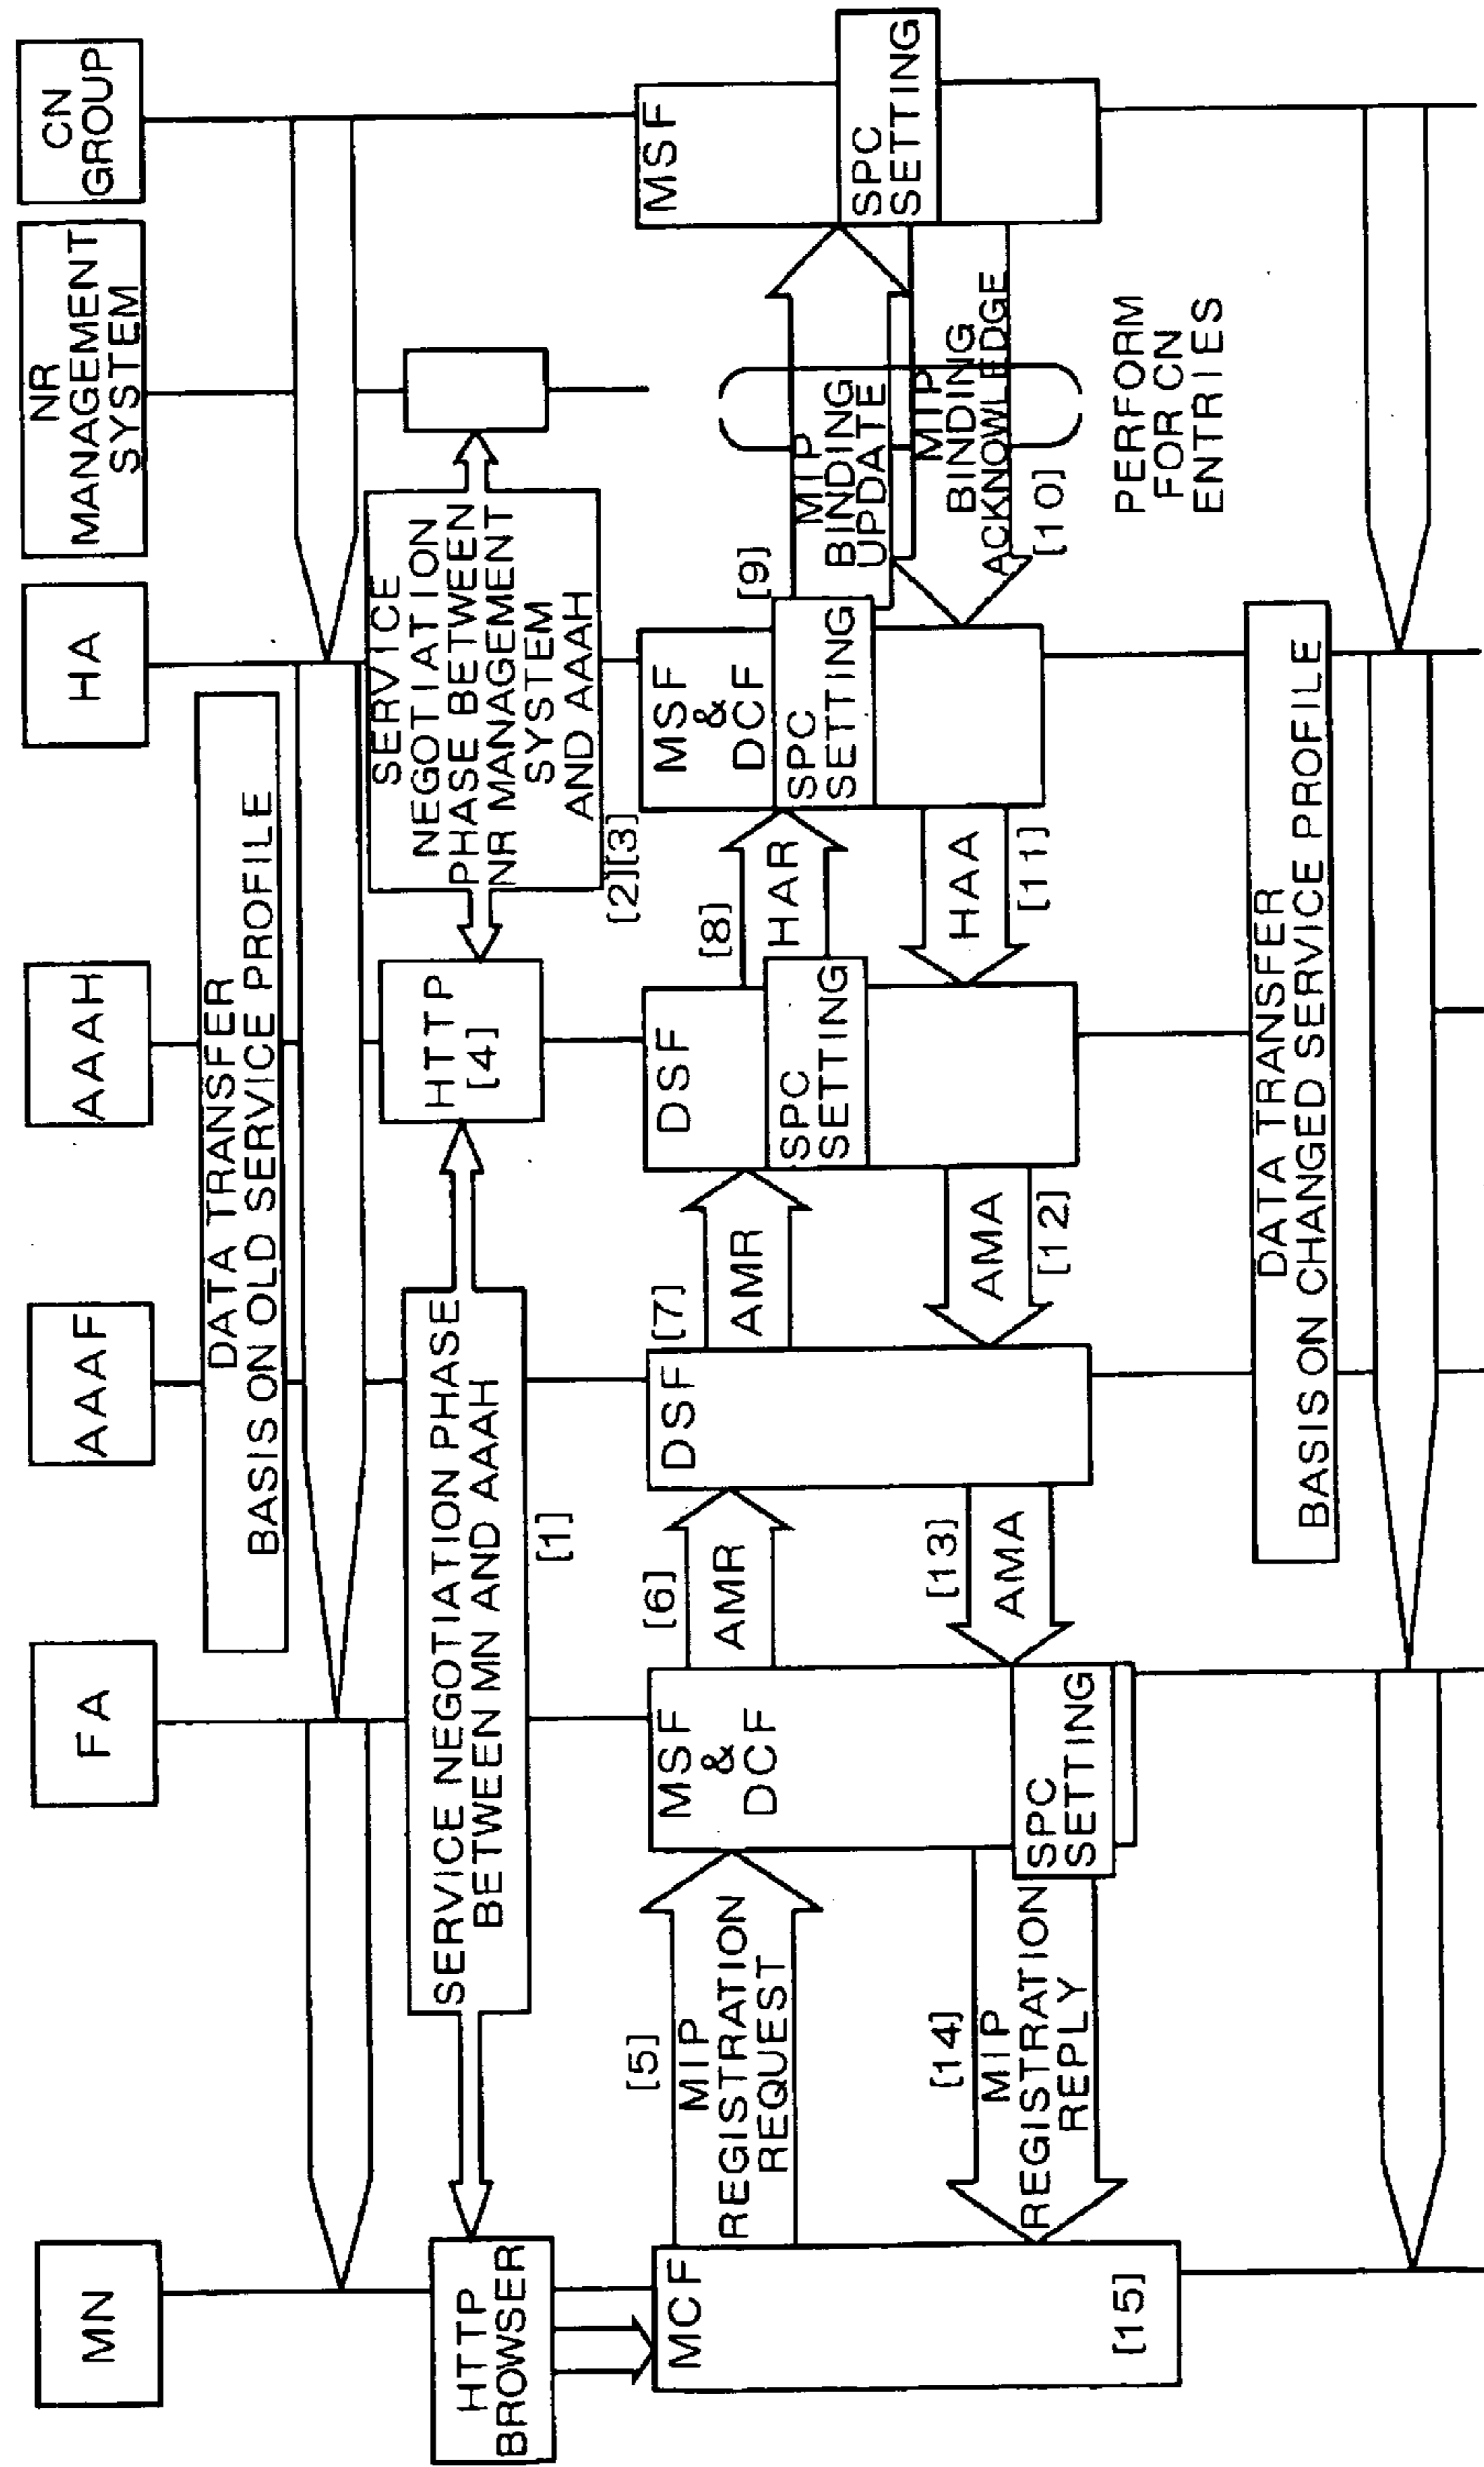 MN
FA
AAAF
AAAH
HA
NR
MANAGEMENT
SYSTEM
CN
GROUP
DATA TRANSFER
BASIS ON OLD SERVICE PROFILE
HTTP
BROWSER
SERVICE NEGOTIATION PHASE
BETWEEN MN AND AAAH
[1]
HTTP
[4]
SERVICE
NEGOTIATION
PHASE BETWEEN
NR MANAGEMENT
SYSTEM
AND AAAH
[2][3]
MCF
[15]
[5]
MIP
REGISTRATION
REQUEST
[14]
MIP
REGISTRATION
REPLY
MSF
&
DCF
SPC
SETTING
[6]
AMR
[13]
AMA
DSF
[7]
AMR
AMA
[12]
DSF
SPC
SETTING
[8]
HAR
HAA
[11]
MSF
&
DCF
SPC
SETTING
[9]
MIP
BINDING
UPDATE
MIP
BINDING
ACKNOWLEDGE
[10]
PERFORM
FOR CN
ENTRIES
MSF
SPC
SETTING
DATA TRANSFER
BASIS ON CHANGED SERVICE PROFILE